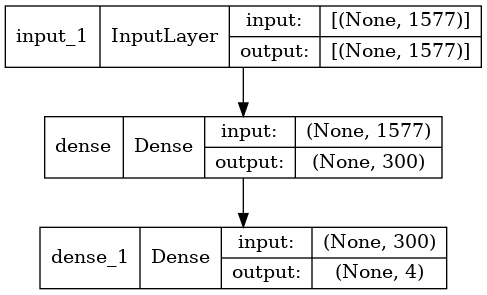 input_1 InputLayer input: [(None, 1577)]
output: [(None, 1577)]
dense Dense input: (None, 1577)
output: (None, 300)
dense_1 Dense input: (None, 300)
output: (None, 4)